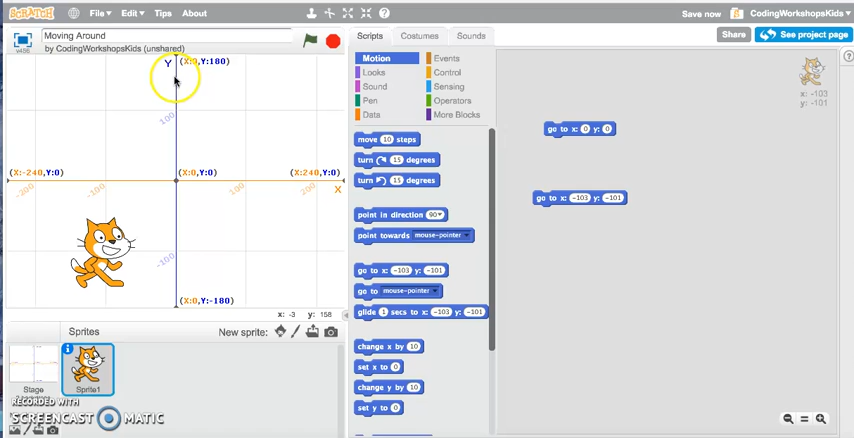 SCRATCH File▼ Edit▼ Tips About Save now CodingWorkshopsKids▼
v456 Moving Around
by CodingWorkshopsKids (unshared)
Share See project page
Scripts Costumes Sounds
Y (X:0,Y:180)
100
(X:-240,Y:0) (X:0,Y:0) (X:240,Y:0)
-200 -100 100 200 X
-100
(X:0,Y:-180)
x: -3 y: 158
Sprites New sprite:
Stage
Sprite1
RECORDED WITH
SCREENCAST MATIC
Motion Events
Looks Control
Sound Sensing
Pen Operators
Data More Blocks
move 10 steps
turn 15 degrees
turn 15 degrees
point in direction 90▼
point towards mouse-pointer
go to x: -103 y: -101
go to mouse-pointer
glide 1 secs to x: -103 y: -101
change x by 10
set x to 0
change y by 10
set y to 0
x: -103
y: -101
go to x: 0 y: 0
go to x: -103 y: -101